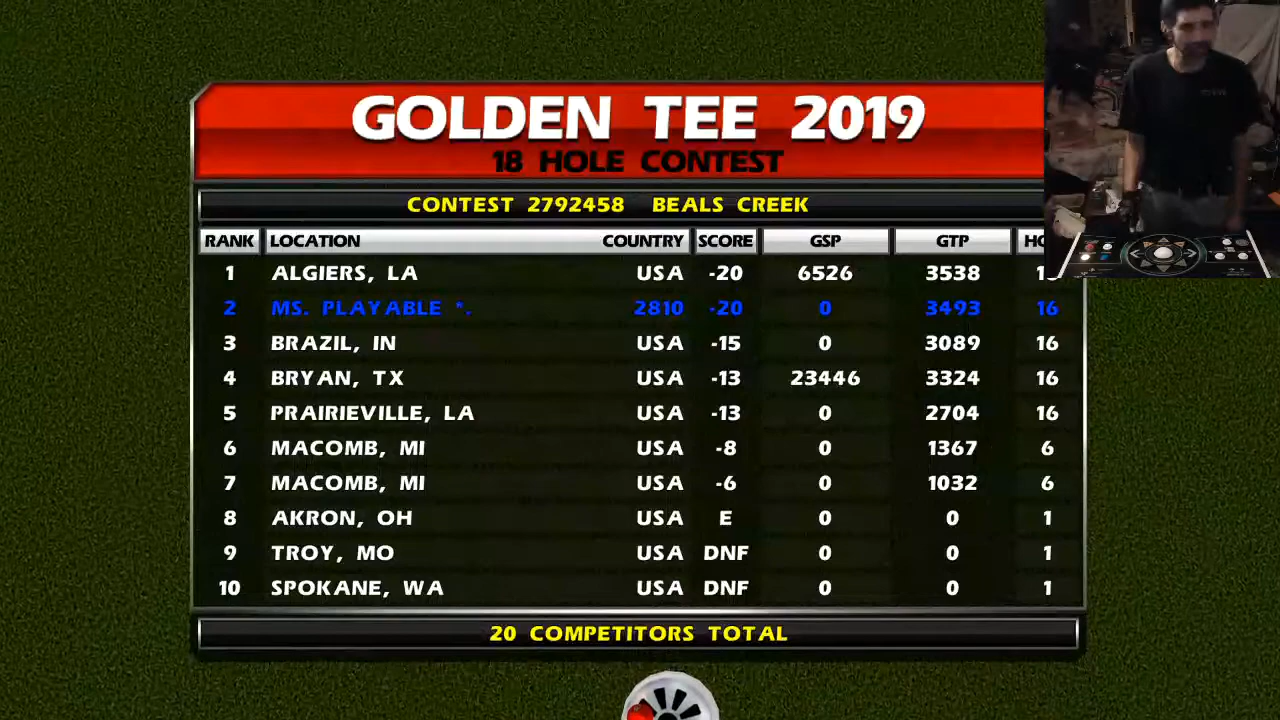 GOLDEN TEE 2019
18 HOLE CONTEST
CONTEST 2792458 BEALS CREEK
RANK LOCATION COUNTRY SCORE GSP GTP
1 ALGIERS, LA USA -20 6526 3538
2 MS. PLAYABLE *. 2810 -20 0 3493 16
3 BRAZIL, IN USA -15 0 3089 16
4 BRYAN, TX USA -13 23446 3324 16
5 PRAIRIEVILLE, LA USA -13 0 2704 16
6 MACOMB, MI USA -8 0 1367 6
7 MACOMB, MI USA -6 0 1032 6
8 AKRON, OH USA E 0 0 1
9 TROY, MO USA DNF 0 0 1
10 SPOKANE, WA USA DNF 0 0 1
20 COMPETITORS TOTAL